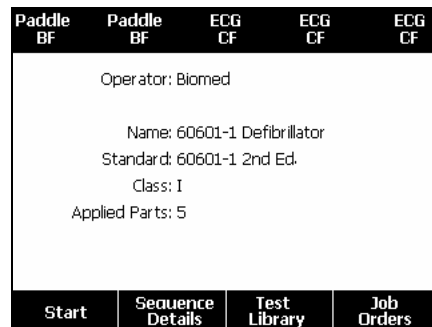 Paddle BF Paddle BF ECG CF ECG CF ECG CF
Operator: Biomed
Name: 60601-1 Defibrillator
Standard: 60601-1 2nd Ed.
Class: I
Applied Parts: 5
Start Sequence Details Test Library Job Orders